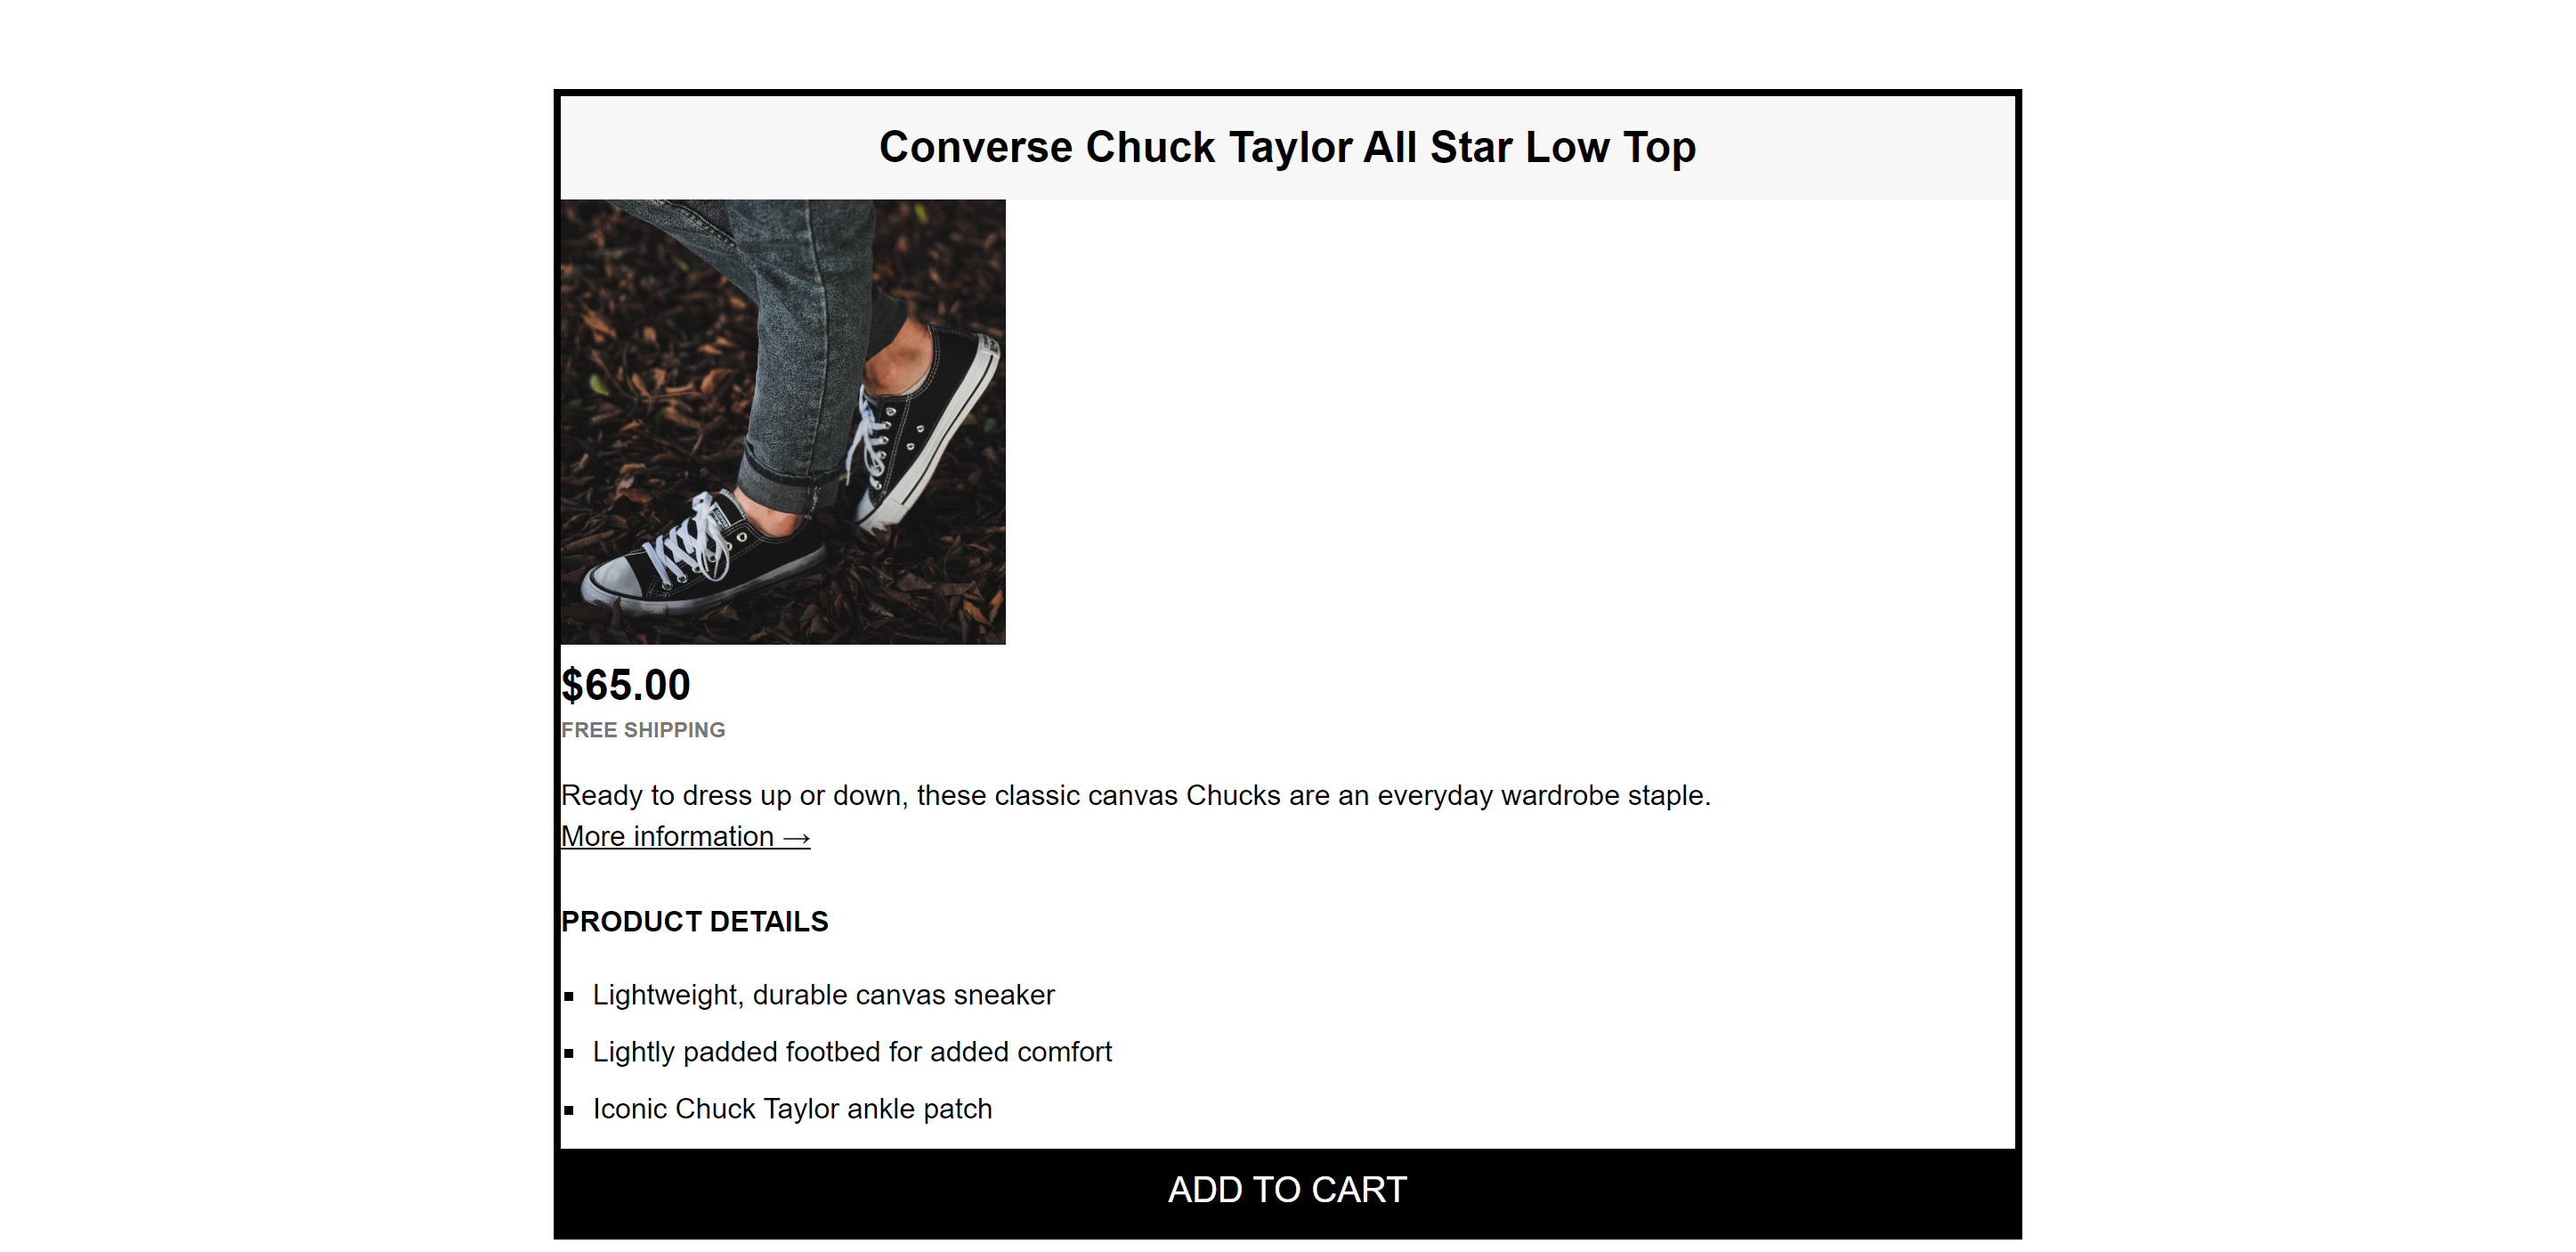 Converse Chuck Taylor All Star Low Top
$65.00
FREE SHIPPING
Ready to dress up or down, these classic canvas Chucks are an everyday wardrobe staple.
More information →
PRODUCT DETAILS
Lightweight, durable canvas sneaker
Lightly padded footbed for added comfort
Iconic Chuck Taylor ankle patch
ADD TO CART